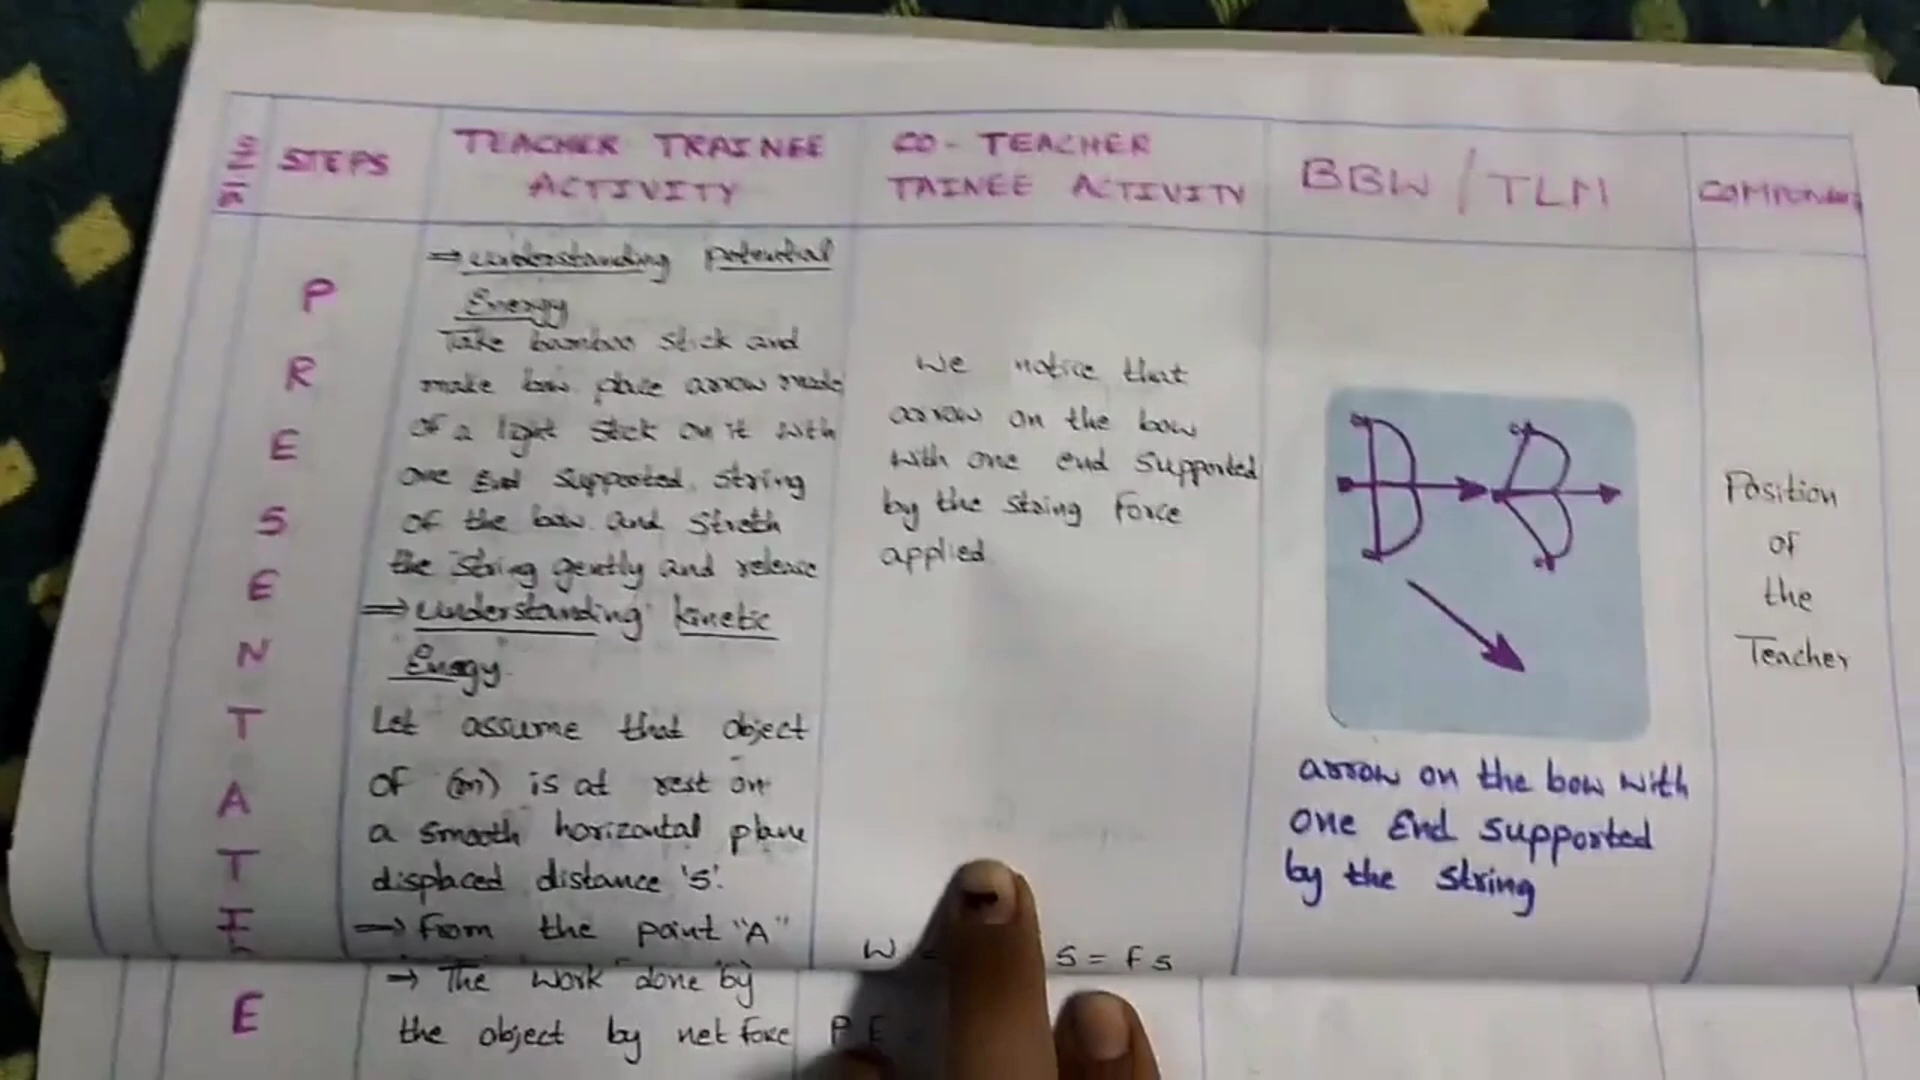 STEPS
TEACHER TRAINEE
ACTIVITY
CO-TEACHER
TAINEE ACTIVITY
BBW/TLM
P
R
E
S
E
N
T
A
T
I
⇒ understanding potential
Energy
Take bamboo stick and
make bow place arrow made
of a light stick on it with
one End supported string
of the bow and streth
the string gently and release
⇒ understanding kinetic
Energy.
Let assume that object
of (m) is at rest on
a smooth horizontal plane
displaced distance 's'.
⇒ from the point "A"
We notice that
arrow on the bow
with one end supported
by the string force
applied
W = S = FS
arrow on the bow with
one End supported
by the string
Position
of
the
Teacher
E
→ The work done by
the object by net force
P.E